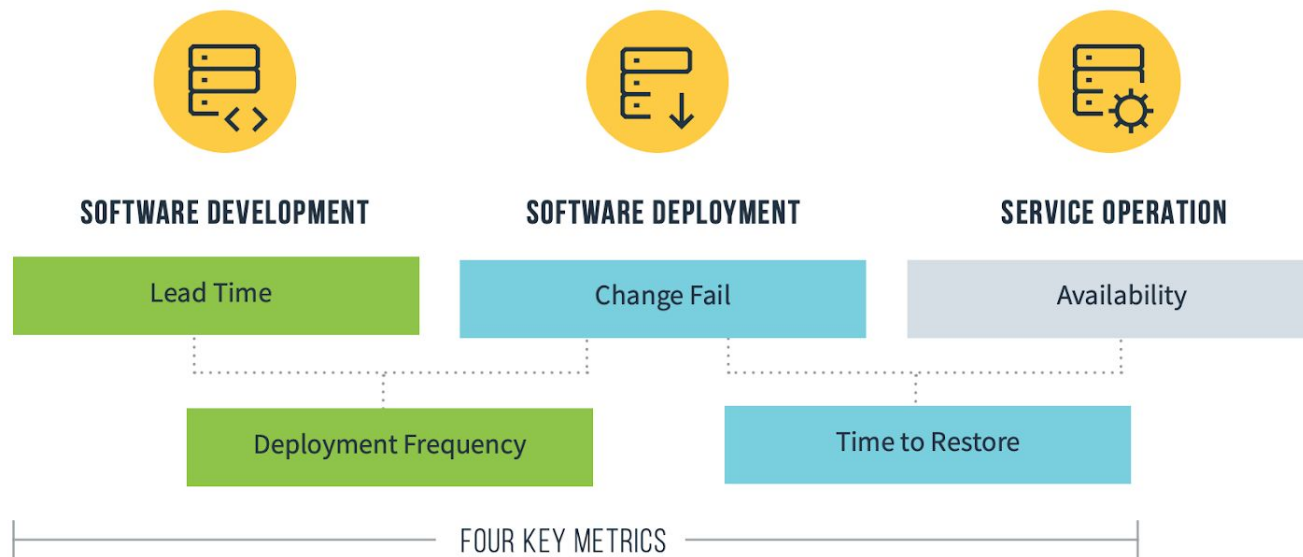 SOFTWARE DEVELOPMENT
SOFTWARE DEPLOYMENT
SERVICE OPERATION
Lead Time
Change Fail
Availability
Deployment Frequency
Time to Restore
FOUR KEY METRICS